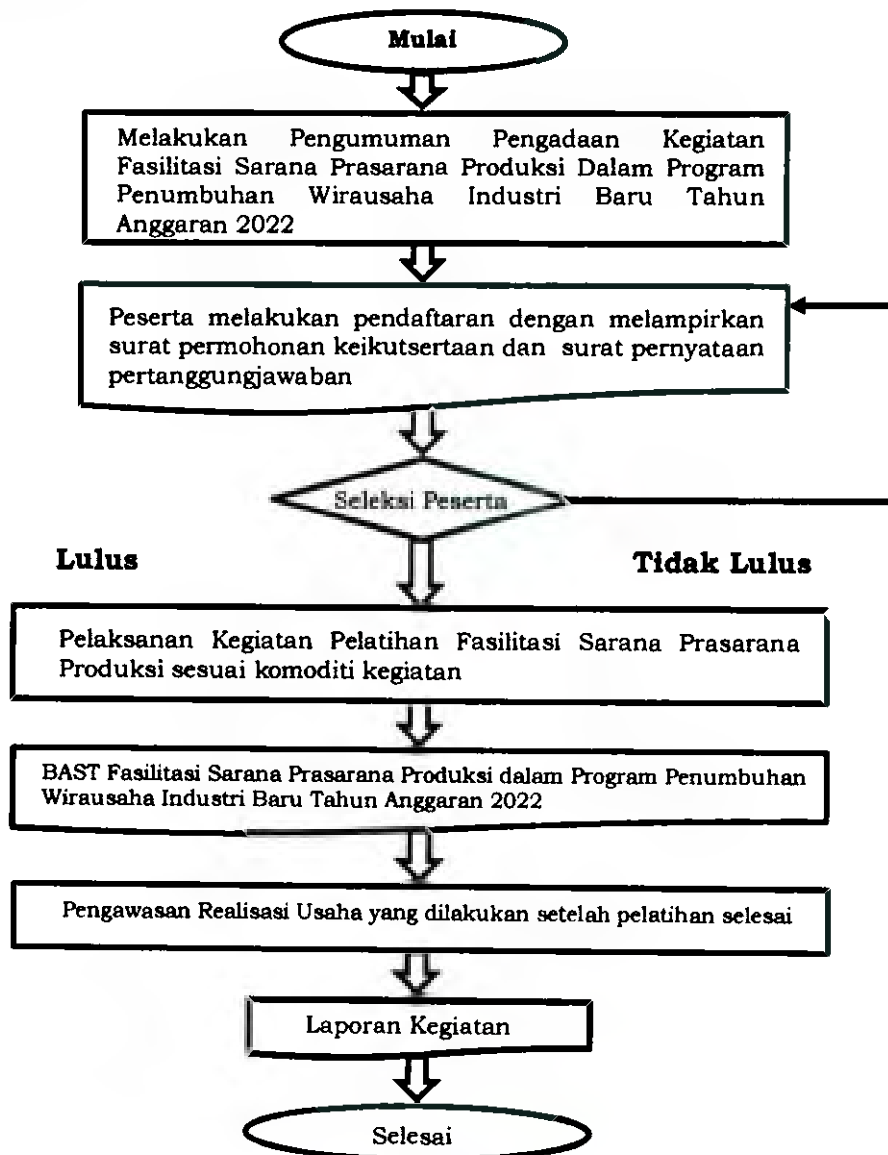 Mulai
Melakukan Pengumuman Pengadaan Kegiatan
Fasilitasi Sarana Prasarana Produksi Dalam Program
Penumbuhan Wirausaha Industri Baru Tahun
Anggaran 2022
Peserta melakukan pendaftaran dengan melampirkan
surat permohonan keikutsertaan dan surat pernyataan
pertanggungjawaban
Seleksi Peserta
Lulus
Tidak Lulus
Pelaksanan Kegiatan Pelatihan Fasilitasi Sarana Prasarana
Produksi sesuai komoditi kegiatan
BAST Fasilitasi Sarana Prasarana Produksi dalam Program Penumbuhan
Wirausaha Industri Baru Tahun Anggaran 2022
Pengawasan Realisasi Usaha yang dilakukan setelah pelatihan selesai
Laporan Kegiatan
Selesai